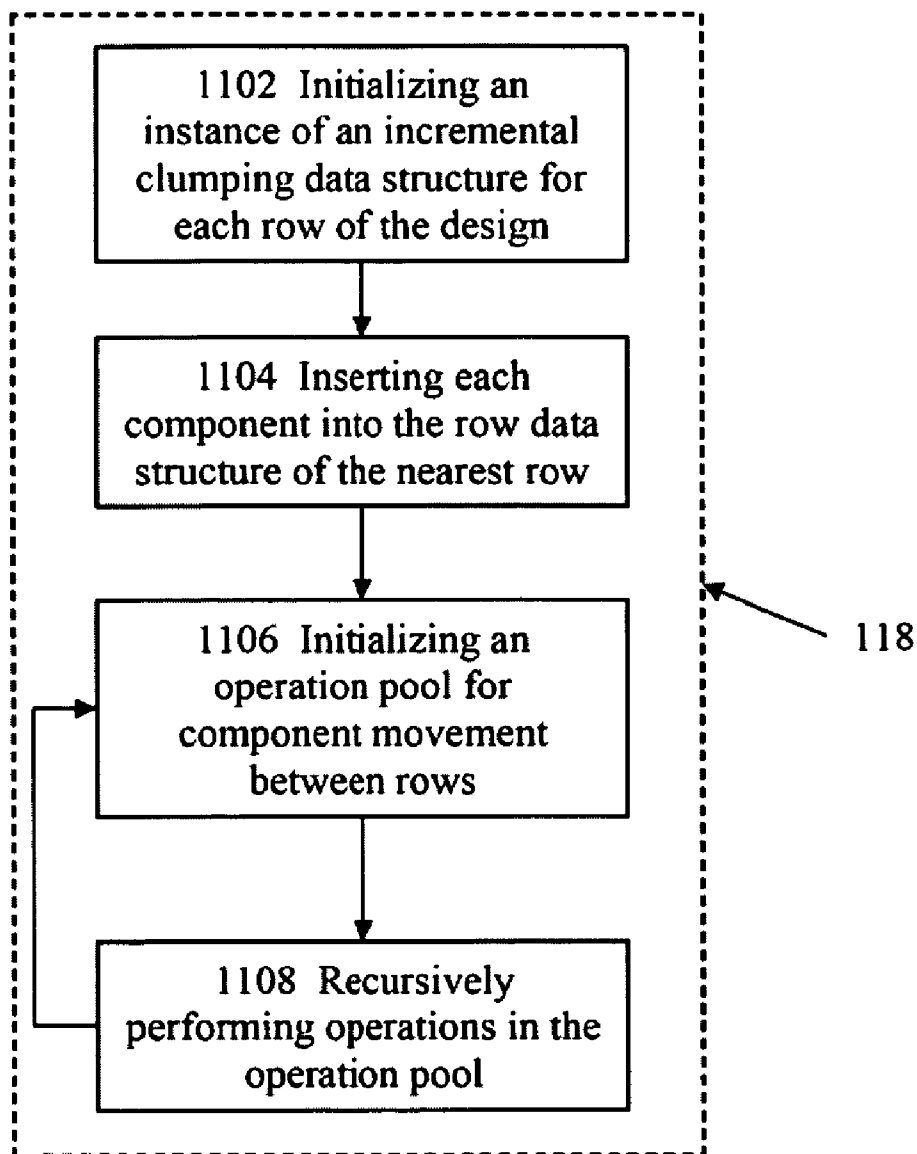 1102 Initializing an
instance of an incremental
clumping data structure for
each row of the design
1104 Inserting each
component into the row data
structure of the nearest row
1106 Initializing an
operation pool for
component movement
between rows
118
1108 Recursively
performing operations in the
operation pool